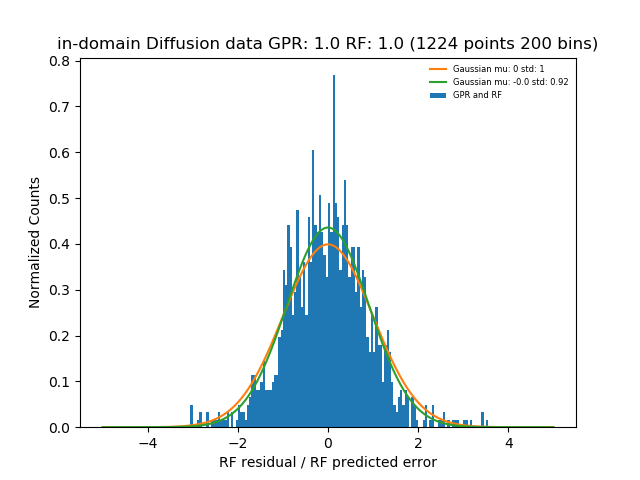 in-domain Diffusion data GPR: 1.0 RF: 1.0 (1224 points 200 bins)
Gaussian mu: 0 std: 1
Gaussian mu: -0.0 std: 0.92
GPR and RF
Normalized Counts
0.8
0.7
0.6
0.5
0.4
0.3
0.2
0.1
0.0
−4 −2 0 2 4
RF residual / RF predicted error